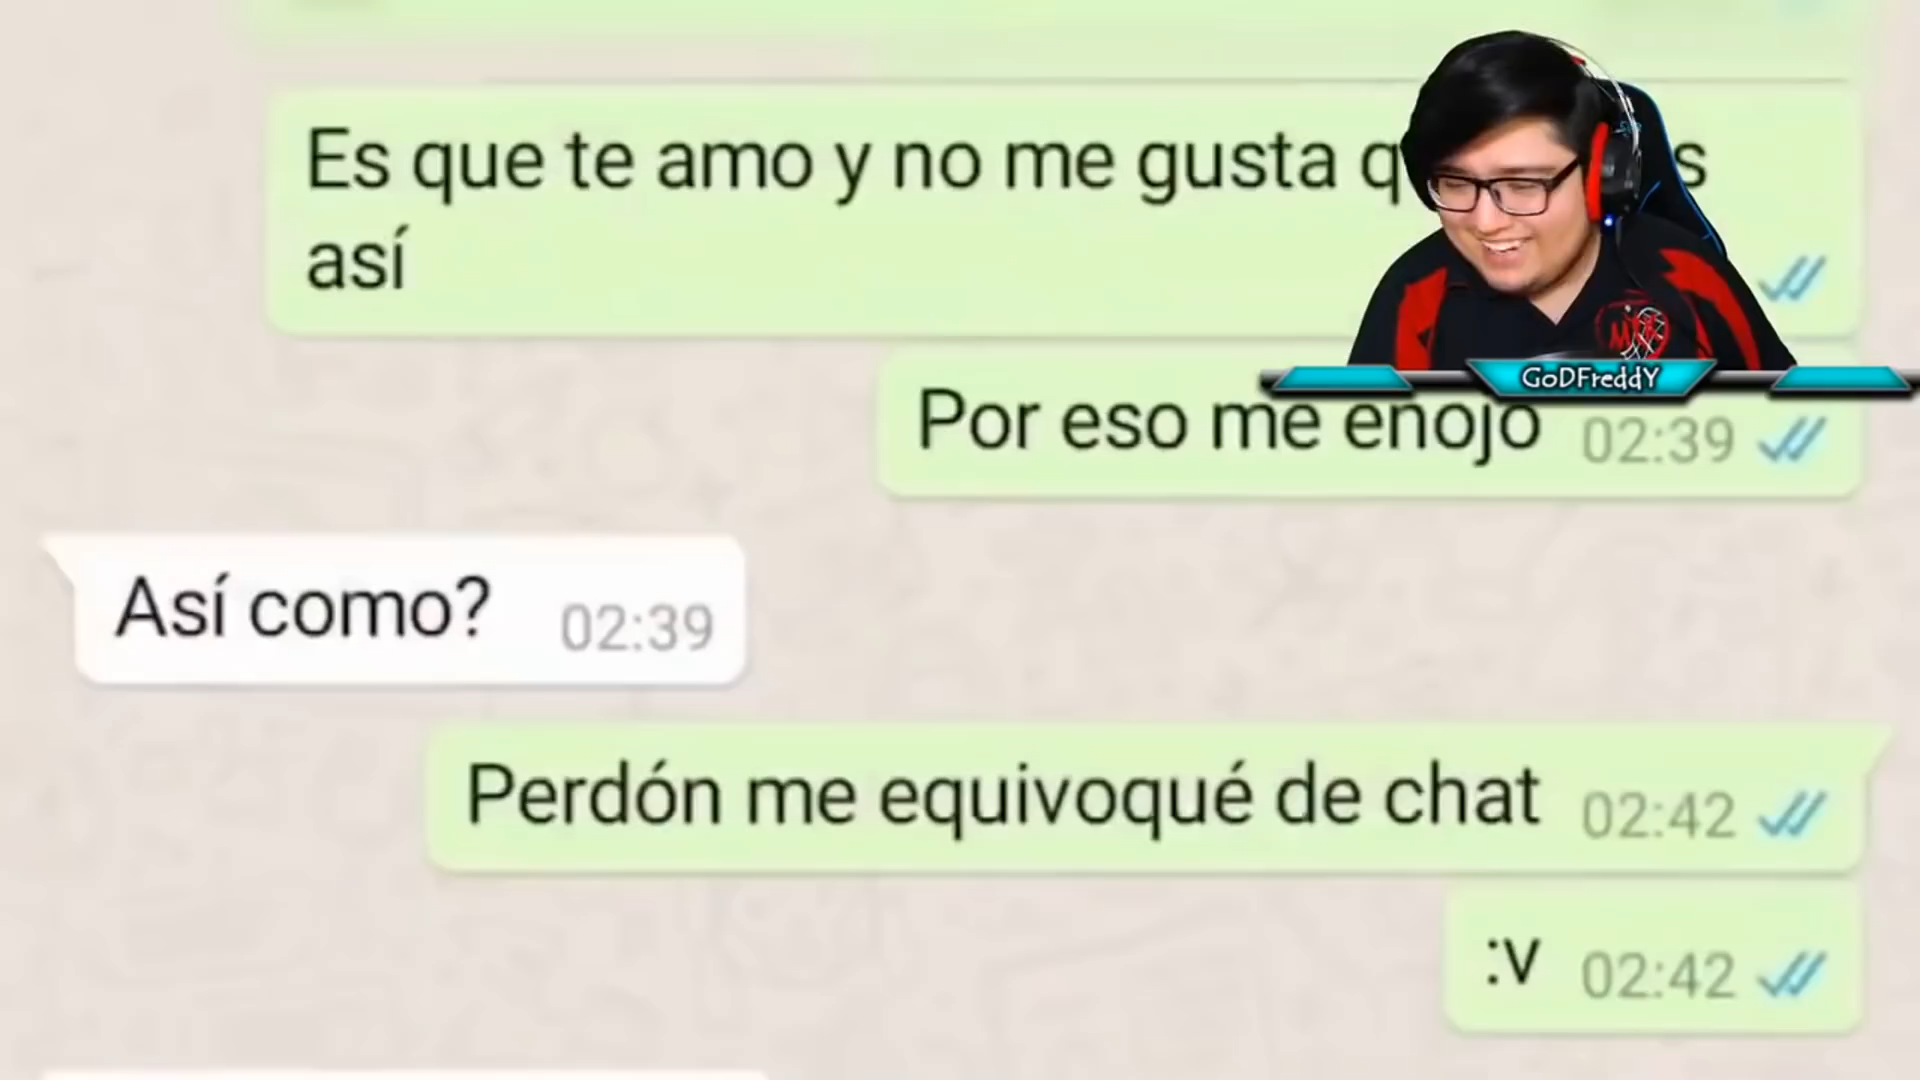 Es que te amo y no me gusta
así
Por eso me enojo 02:39
Así como? 02:39
Perdón me equivoqué de chat 02:42
:v 02:42
GoDFreddY